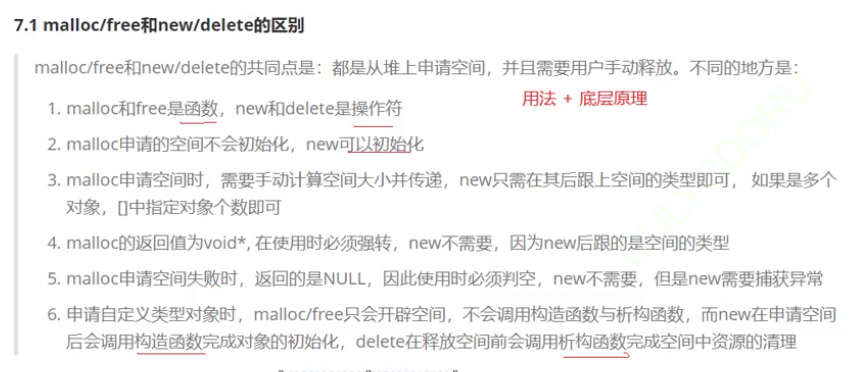 7.1 malloc/free和new/delete的区别
malloc/free和new/delete的共同点是：都是从堆上申请空间，并且需要用户手动释放。不同的地方是：
1. malloc和free是函数，new和delete是操作符
用法 + 底层原理
2. malloc申请的空间不会初始化，new可以初始化
3. malloc申请空间时，需要手动计算空间大小并传递，new只需在其后跟上空间的类型即可， 如果是多个
对象，[]中指定对象个数即可
4. malloc的返回值为void*, 在使用时必须强转，new不需要，因为new后跟的是空间的类型
5. malloc申请空间失败时，返回的是NULL，因此使用时必须判空，new不需要，但是new需要捕获异常
6. 申请自定义类型对象时，malloc/free只会开辟空间，不会调用构造函数与析构函数，而new在申请空间
后会调用构造函数完成对象的初始化，delete在释放空间前会调用析构函数完成空间中资源的清理